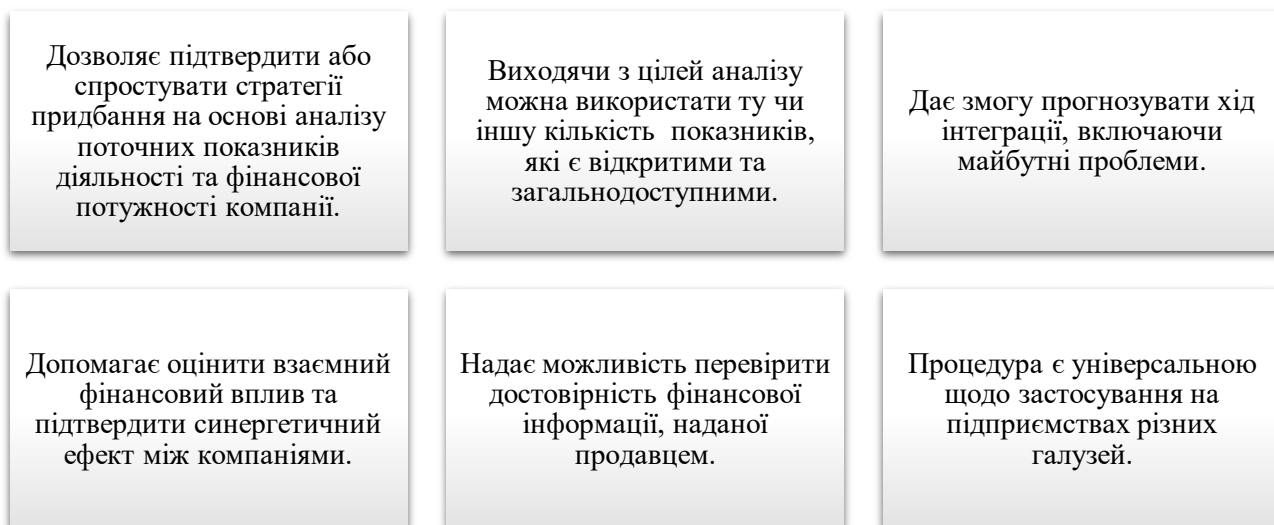 Дозволяє підтвердити або
спростувати стратегії
придбання на основі аналізу
поточних показників
діяльності та фінансової
потужності компанії.
Виходячи з цілей аналізу
можна використати ту чи
іншу кількість показників,
які є відкритими та
загальнодоступними.
Дає змогу прогнозувати хід
інтеграції, включаючи
майбутні проблеми.
Допомагає оцінити взаємний
фінансовий вплив та
підтвердити синергетичний
ефект між компаніями.
Надає можливість перевірити
достовірність фінансової
інформації, наданої
продавцем.
Процедура є універсальною
щодо застосування на
підприємствах різних
галузей.